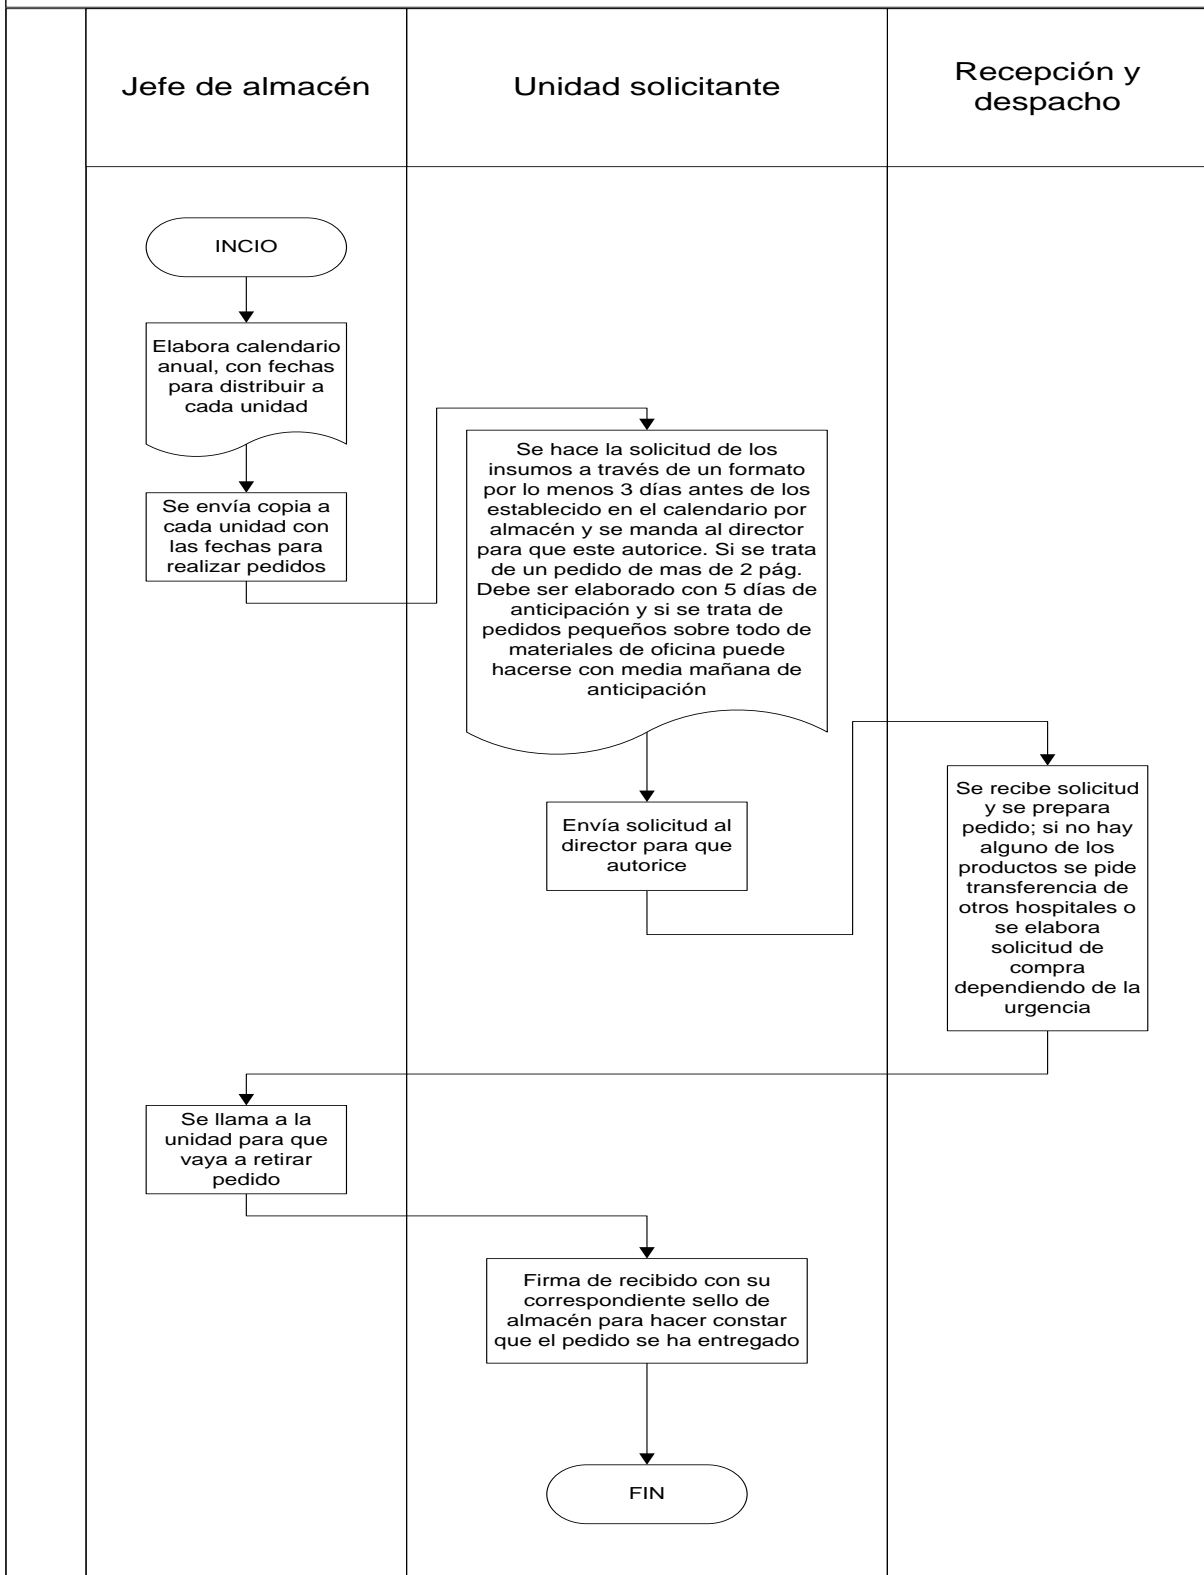 Jefe de almacén
Unidad solicitante
Recepción y
despacho
INCIO
Elabora calendario
anual, con fechas
para distribuir a
cada unidad
Se envía copia a
cada unidad con
las fechas para
realizar pedidos
Se hace la solicitud de los
insumos a través de un formato
por lo menos 3 días antes de los
establecido en el calendario por
almacén y se manda al director
para que este autorice. Si se trata
de un pedido de mas de 2 pág.
Debe ser elaborado con 5 días de
anticipación y si se trata de
pedidos pequeños sobre todo de
materiales de oficina puede
hacerse con media mañana de
anticipación
Envía solicitud al
director para que
autorice
Se recibe solicitud
y se prepara
pedido; si no hay
alguno de los
productos se pide
transferencia de
otros hospitales o
se elabora
solicitud de
compra
dependiendo de la
urgencia
Se llama a la
unidad para que
vaya a retirar
pedido
Firma de recibido con su
correspondiente sello de
almacén para hacer constar
que el pedido se ha entregado
FIN